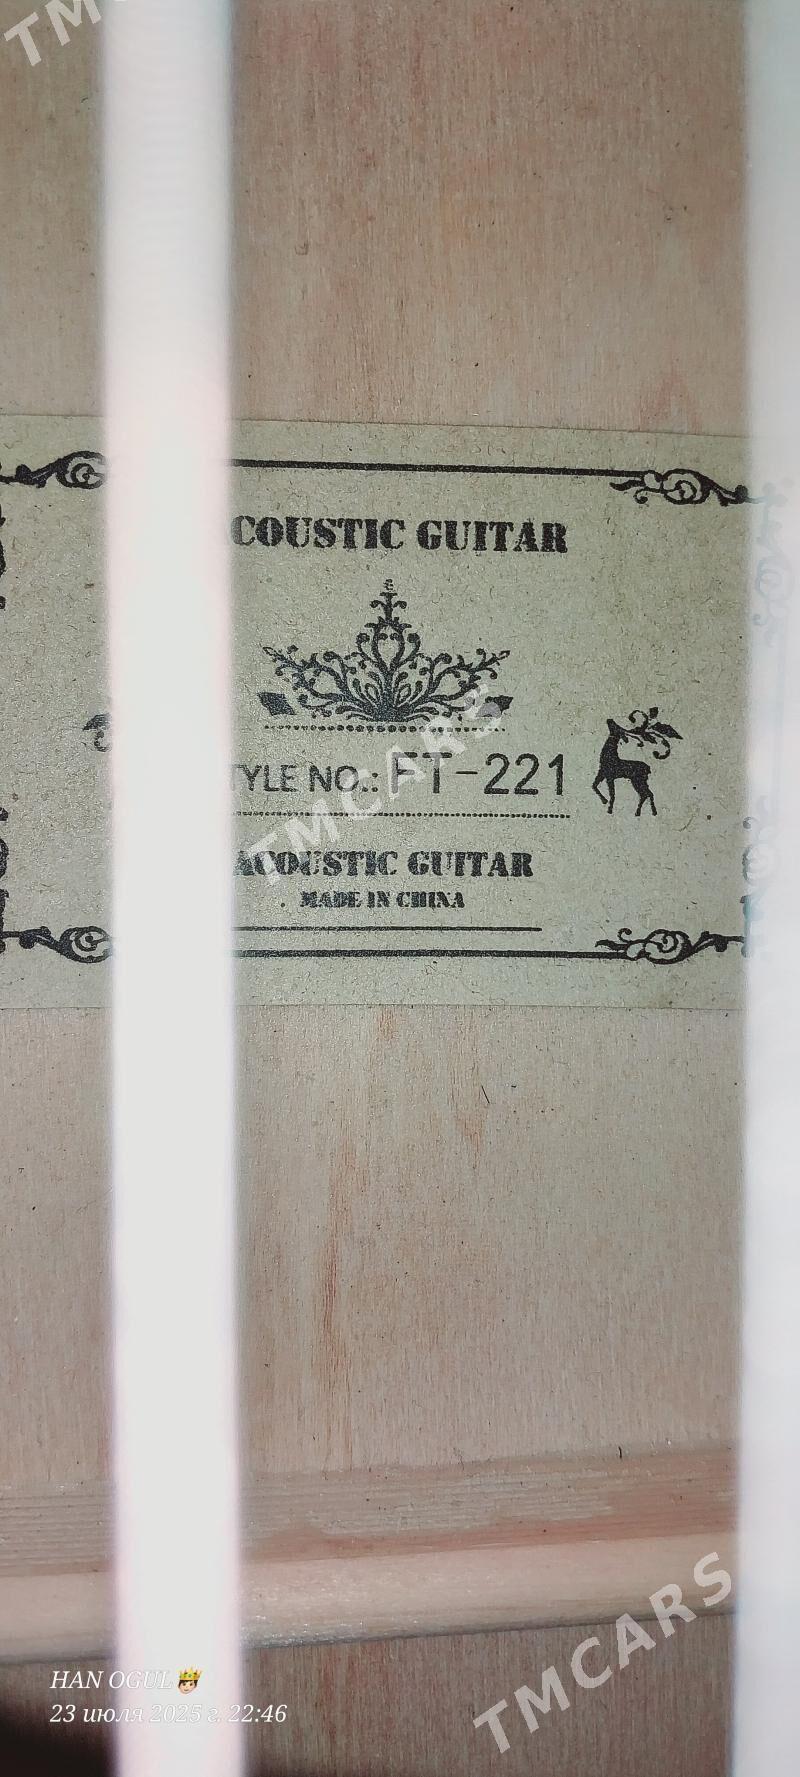 TMCARS
COUSTIC GUITAR
TYLE NO.: FT-221
TMCARS
ACOUSTIC GUITAR
MADE IN CHINA
HAN OGUL🤴
23 июля 2025 г. 22:46
TMCARS